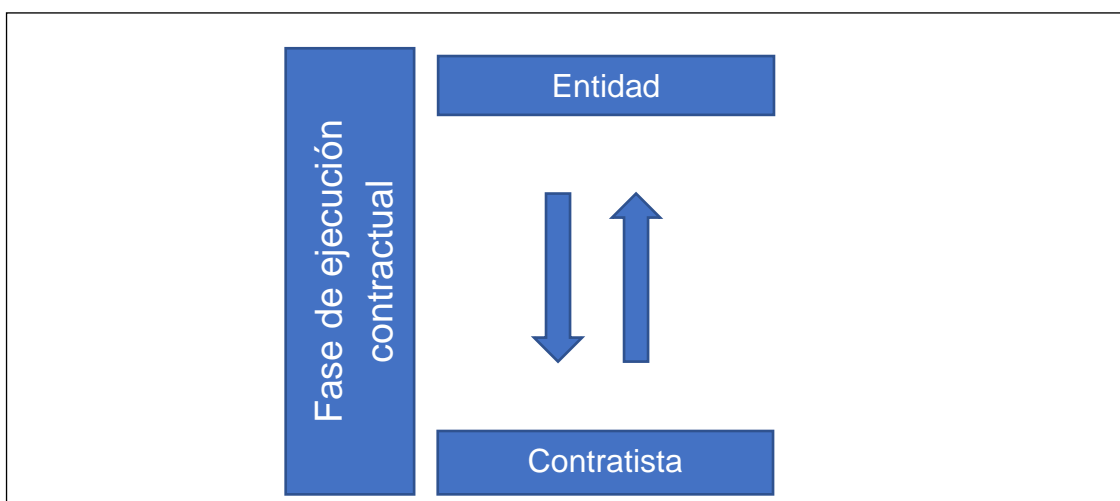 Fase de ejecución
contractual
Entidad
Contratista